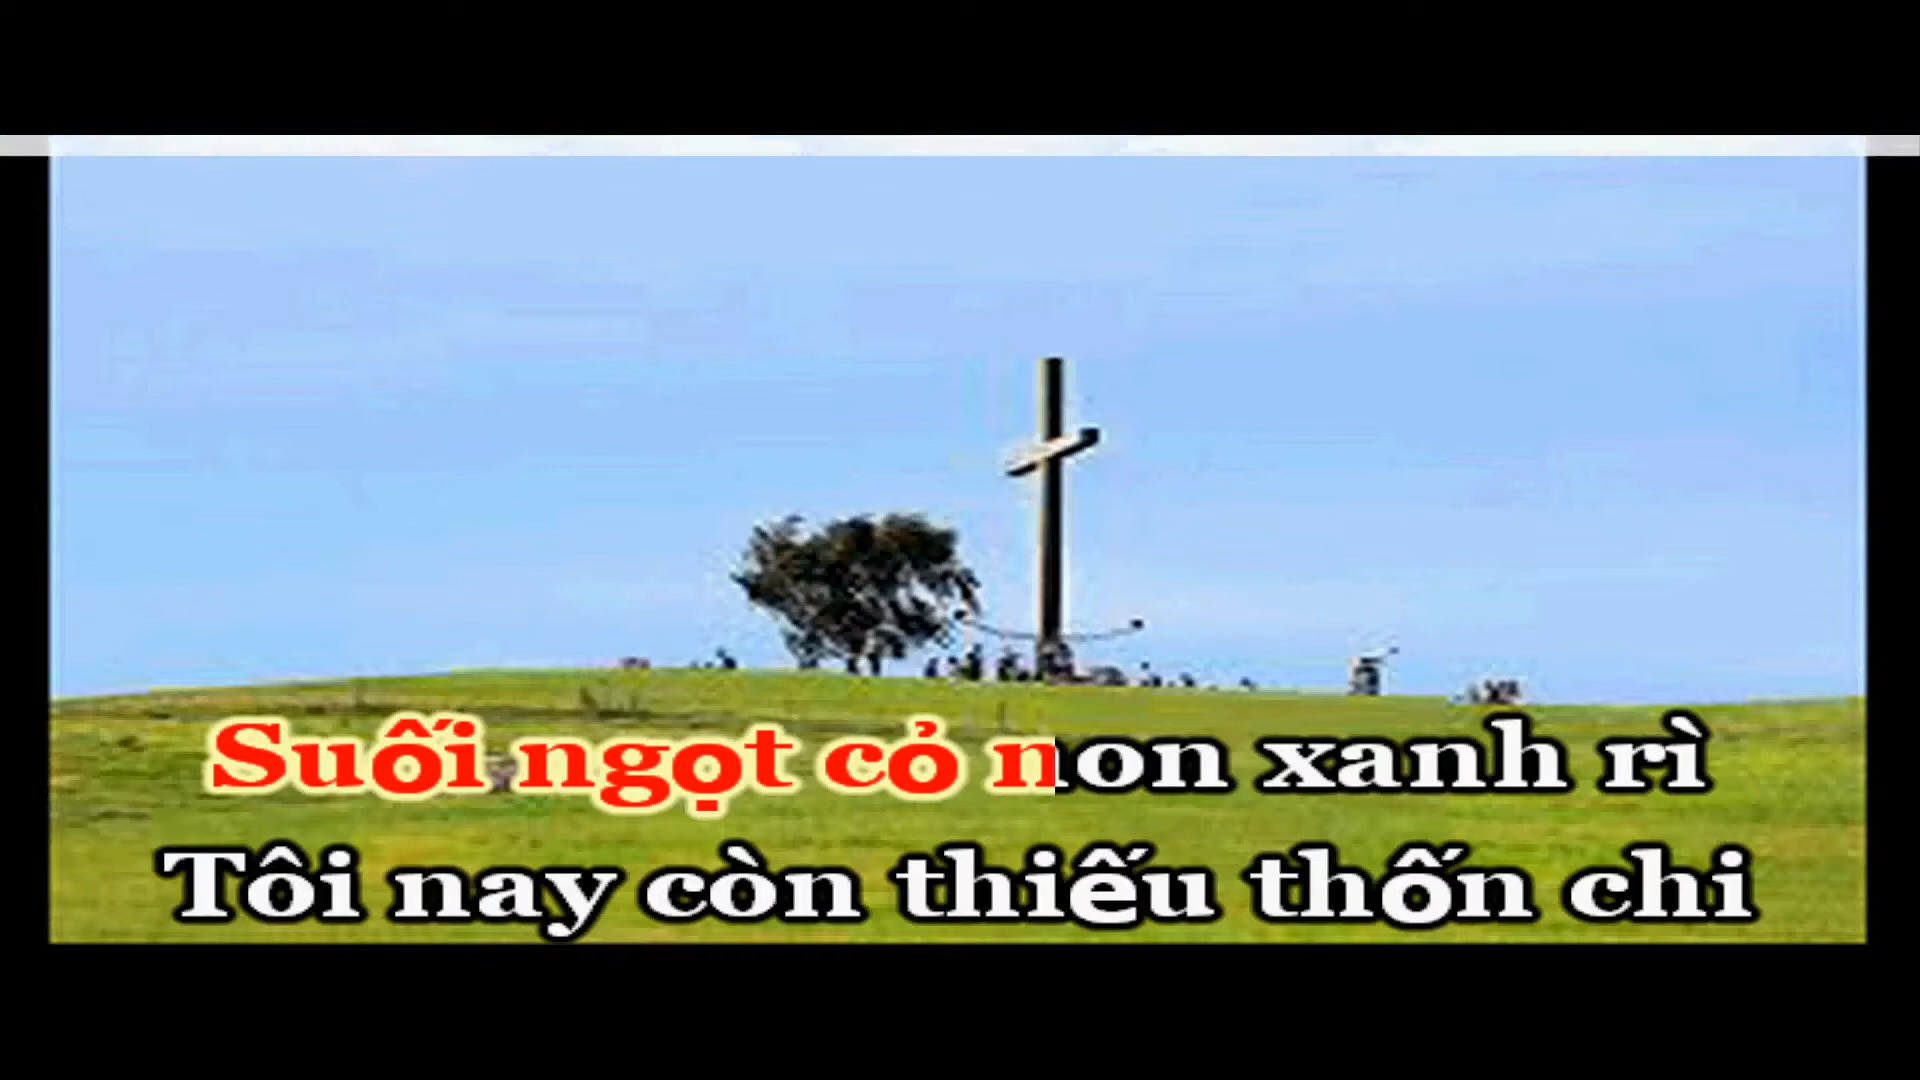 Suối ngọt cỏ non xanh rì
Tôi nay còn thiếu thốn chi